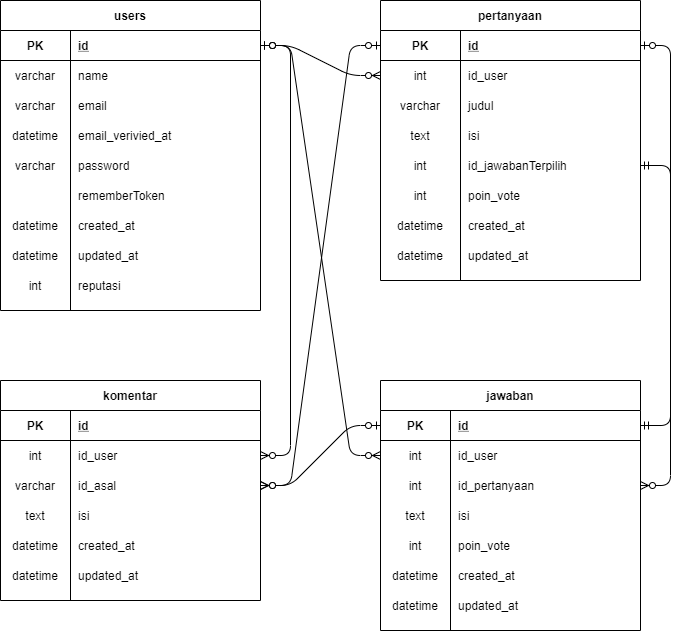 users
PK id
varchar name
varchar email
datetime email_verivied_at
varchar password
rememberToken
datetime created_at
datetime updated_at
int reputasi
pertanyaan
PK id
int id_user
varchar judul
text isi
int id_jawabanTerpilih
int poin_vote
datetime created_at
datetime updated_at
komentar
PK id
int id_user
varchar id_asal
text isi
datetime created_at
datetime updated_at
jawaban
PK id
int id_user
int id_pertanyaan
text isi
int poin_vote
datetime created_at
datetime updated_at